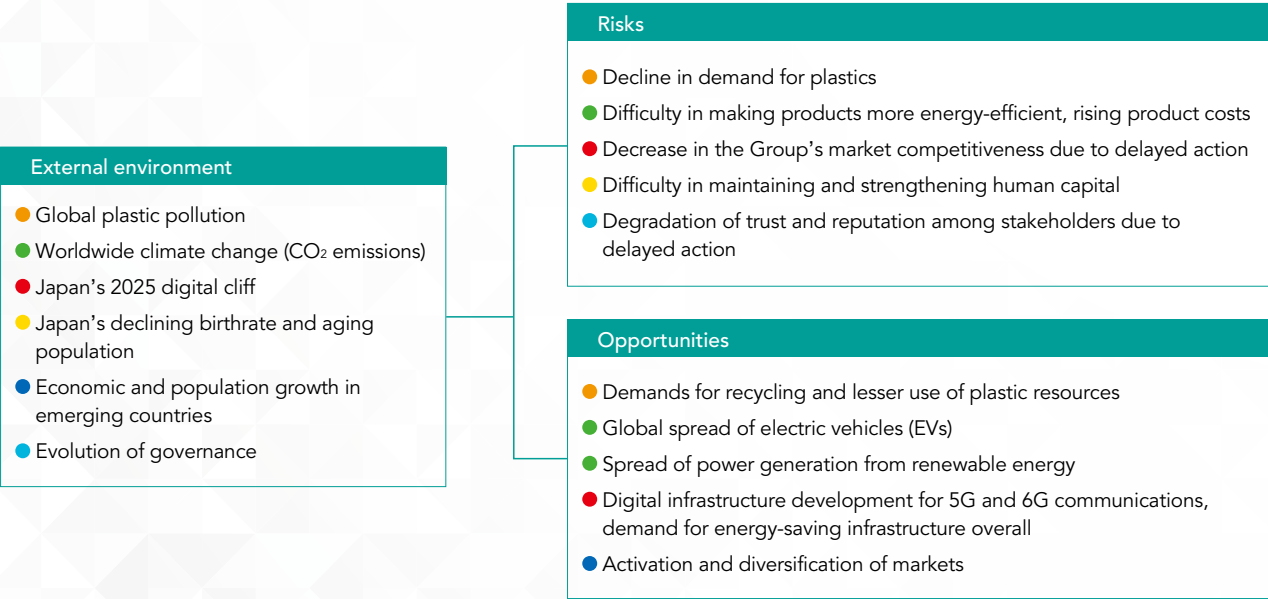 External environment
Global plastic pollution
Worldwide climate change (CO₂ emissions)
Japan’s 2025 digital cliff
Japan’s declining birthrate and aging
population
Economic and population growth in
emerging countries
Evolution of governance
Risks
Decline in demand for plastics
Difficulty in making products more energy-efficient, rising product costs
Decrease in the Group’s market competitiveness due to delayed action
Difficulty in maintaining and strengthening human capital
Degradation of trust and reputation among stakeholders due to
delayed action
Opportunities
Demands for recycling and lesser use of plastic resources
Global spread of electric vehicles (EVs)
Spread of power generation from renewable energy
Digital infrastructure development for 5G and 6G communications,
demand for energy-saving infrastructure overall
Activation and diversification of markets